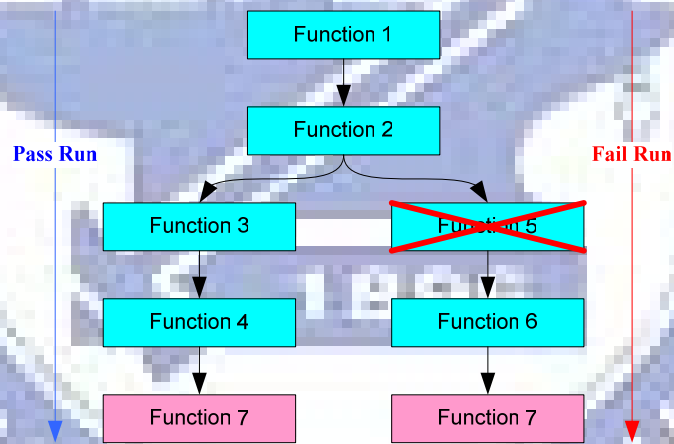 Function 1
Function 2
Pass Run
Fail Run
Function 3
Function 5
Function 4
Function 6
Function 7
Function 7